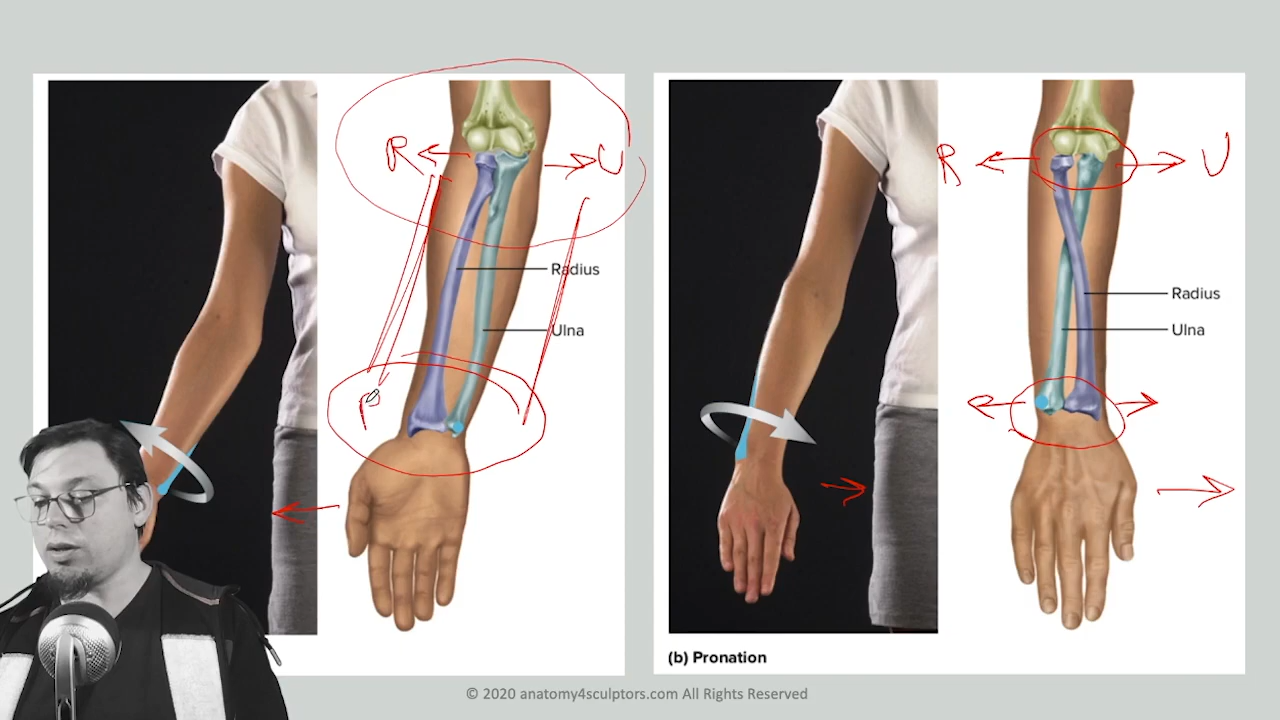 R
U
Radius
Ulna
R
U
Radius
Ulna
(b) Pronation
© 2020 anatomy4sculptors.com All Rights Reserved